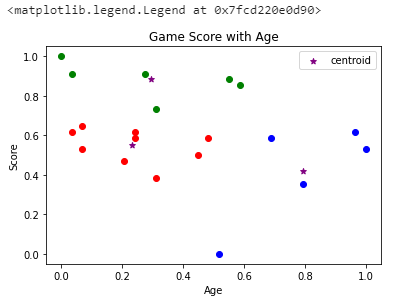 <matplotlib.legend.Legend at 0x7fcd220e0d90>
Game Score with Age
centroid
1.0
0.8
0.6
0.4
0.2
0.0
Score
0.0 0.2 0.4 0.6 0.8 1.0
Age